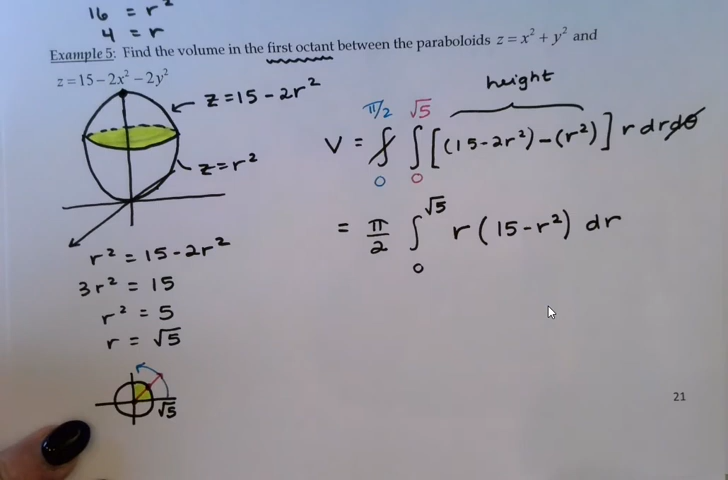 16 = r²
4 = r
Example 5: Find the volume in the first octant between the paraboloids z = x² + y² and
z = 15 − 2x² − 2y²
z = 15 - 2r²
z = r²
r² = 15 - 2r²
3r² = 15
r² = 5
r = √5
√5
height
V = ∫₀^(π/2) ∫₀^(√5) [(15 - 2r²) - (r²)] r dr dθ
= π/2 ∫₀^(√5) r (15 - r²) dr
21